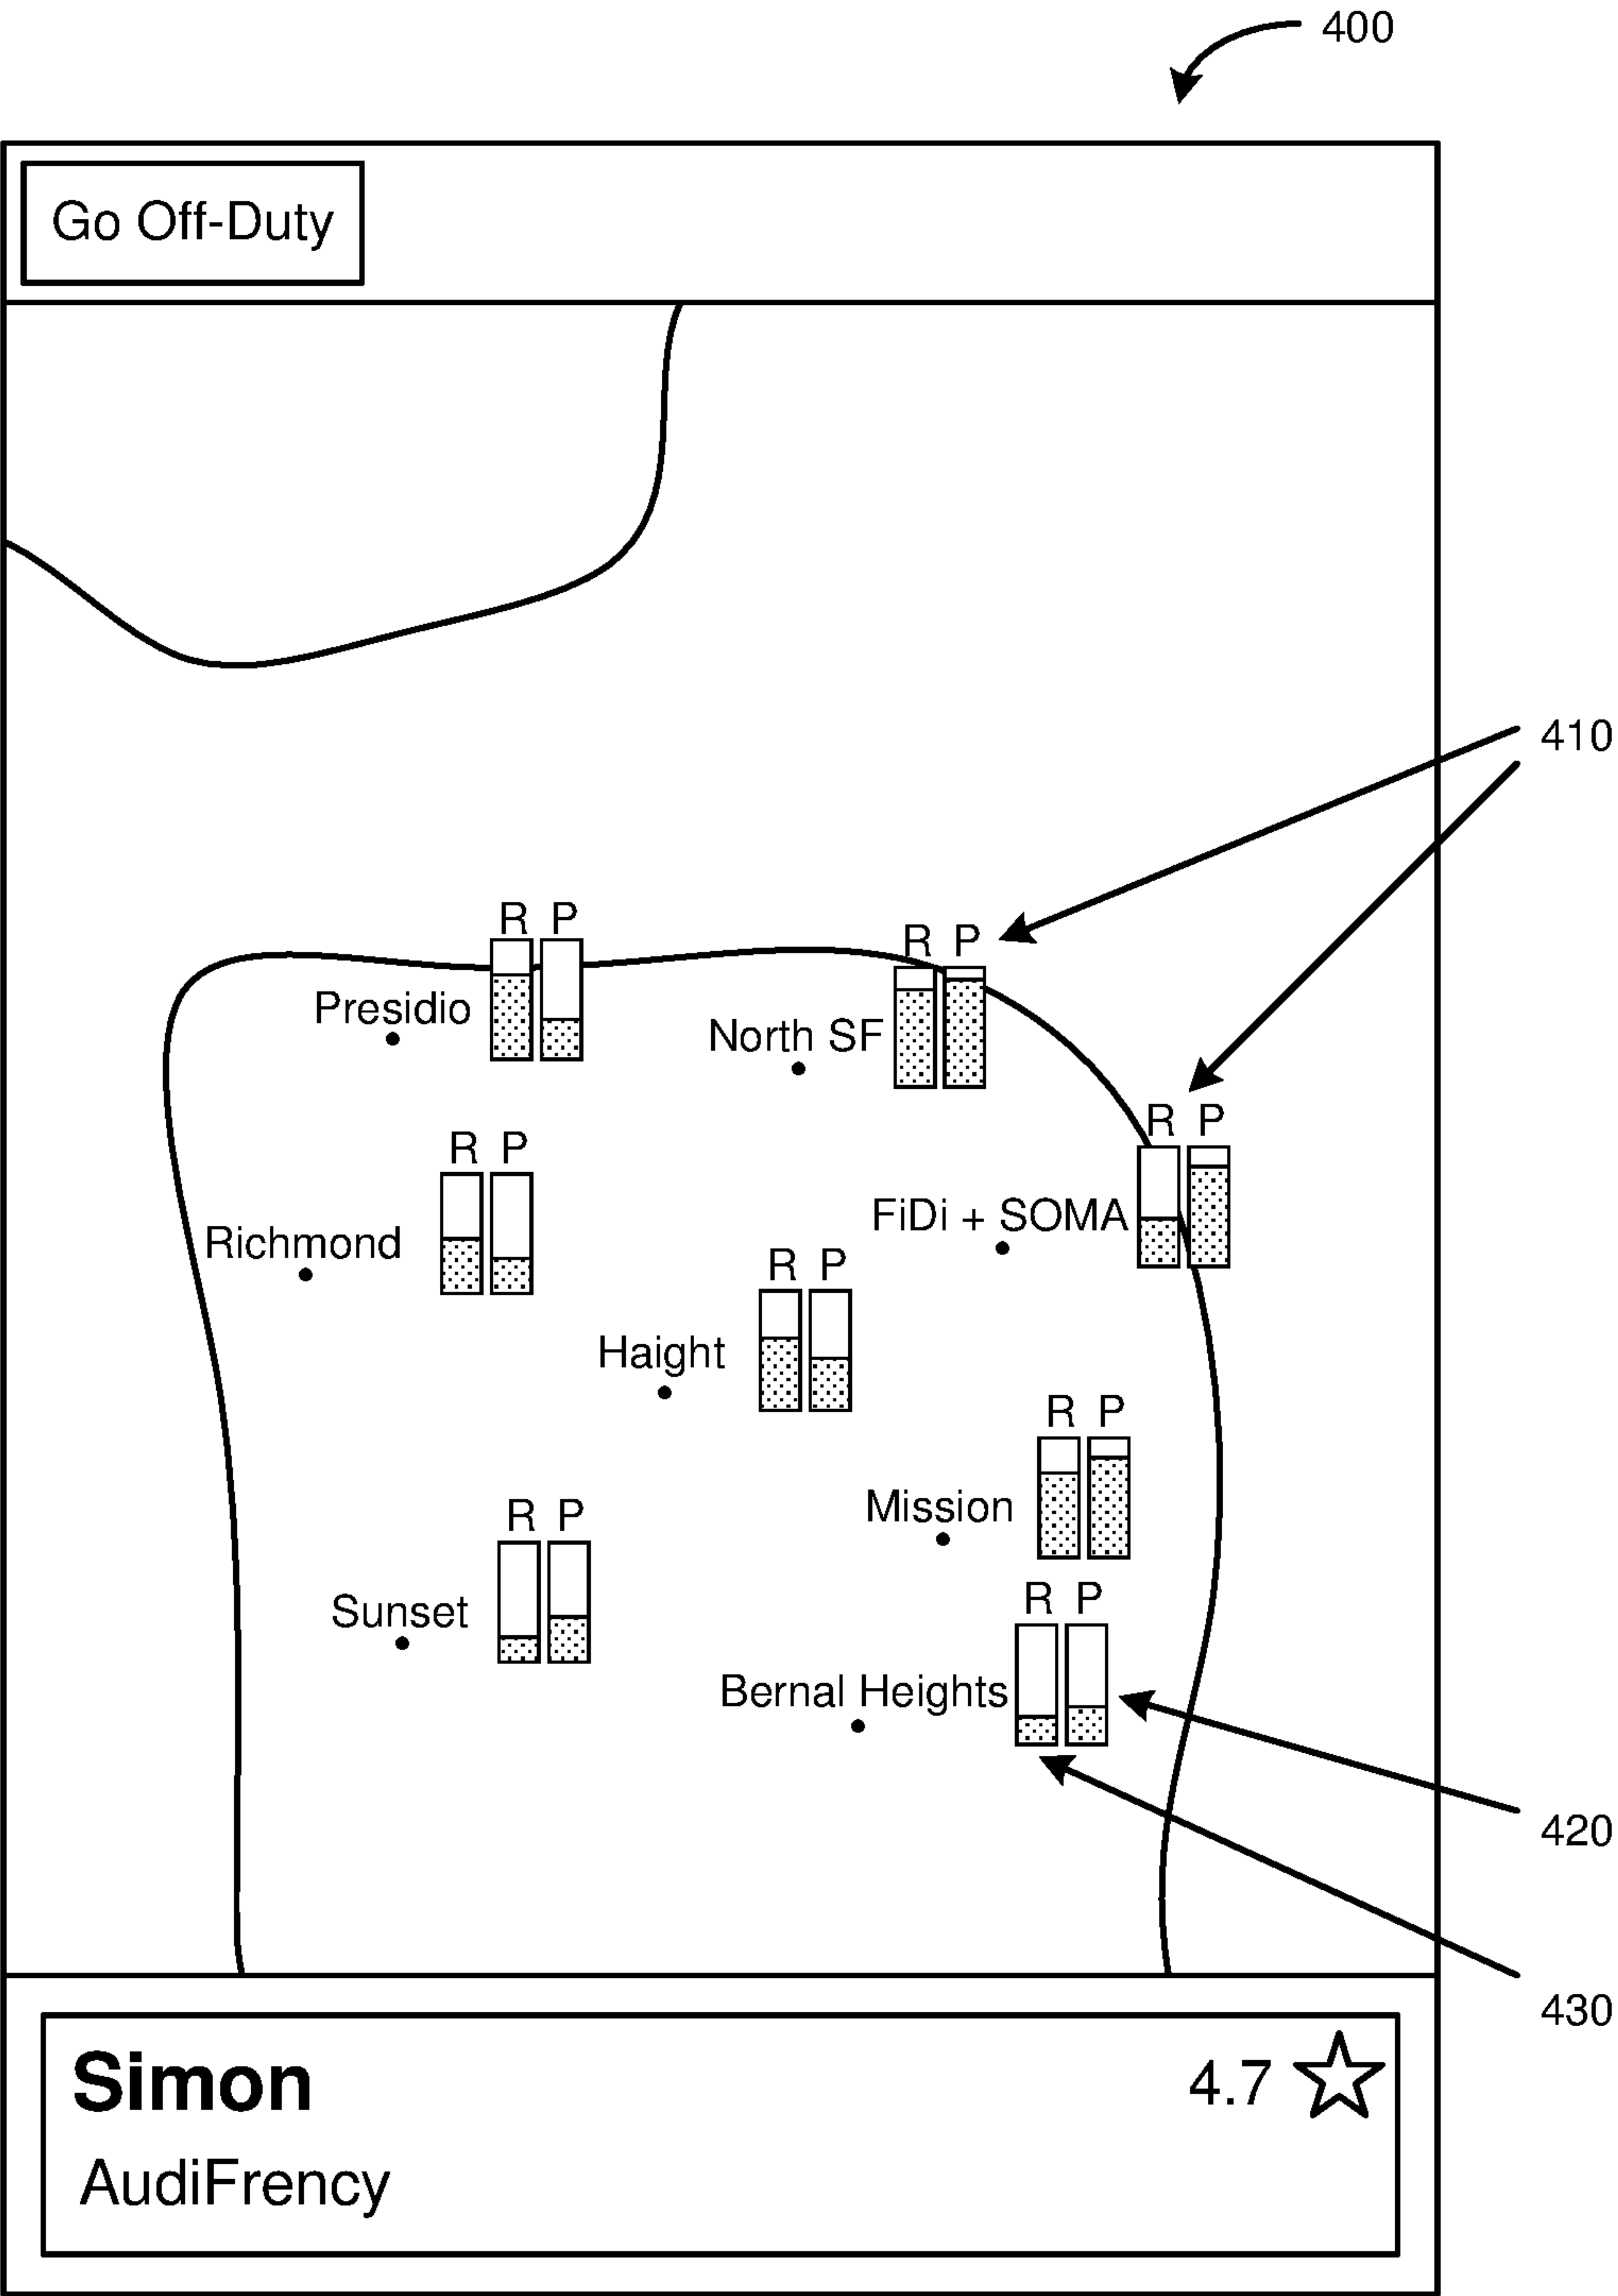 400
Go Off-Duty
410
R P
Presidio
R P
North SF
R P
FiDi + SOMA
R P
Richmond
R P
Haight
R P
Mission
R P
Sunset
R P
Bernal Heights
420
430
Simon
4.7
AudiFrency